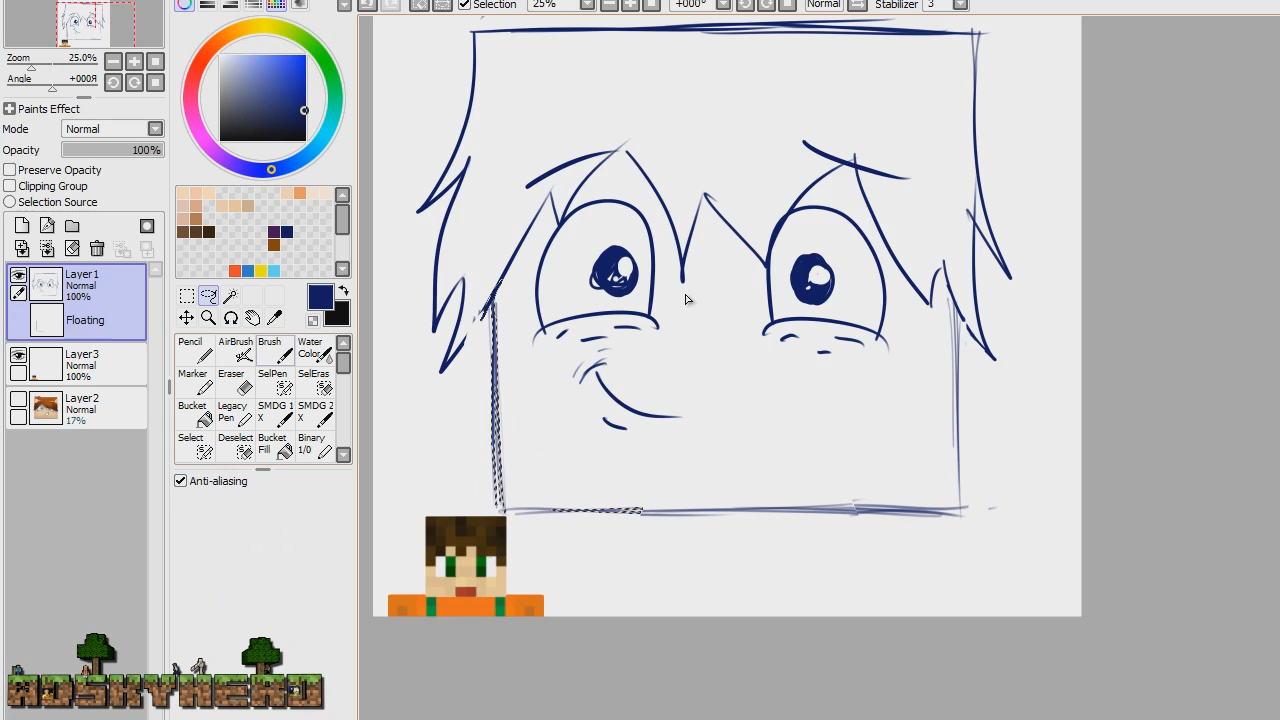 Selection 25% +000° Normal Stabilizer 3
Zoom 25.0%
Angle +000Я
Paints Effect
Mode Normal
Opacity 100%
Preserve Opacity
Clipping Group
Selection Source
Layer1
Normal
100%
Floating
Layer3
Normal
100%
Layer2
Normal
17%
Pencil AirBrush Brush Water Color
Marker Eraser SelPen SelEras
Bucket Legacy Pen SMDG 1 X SMDG 2 X
Select Deselect Bucket Fill Binary 1/0
Anti-aliasing